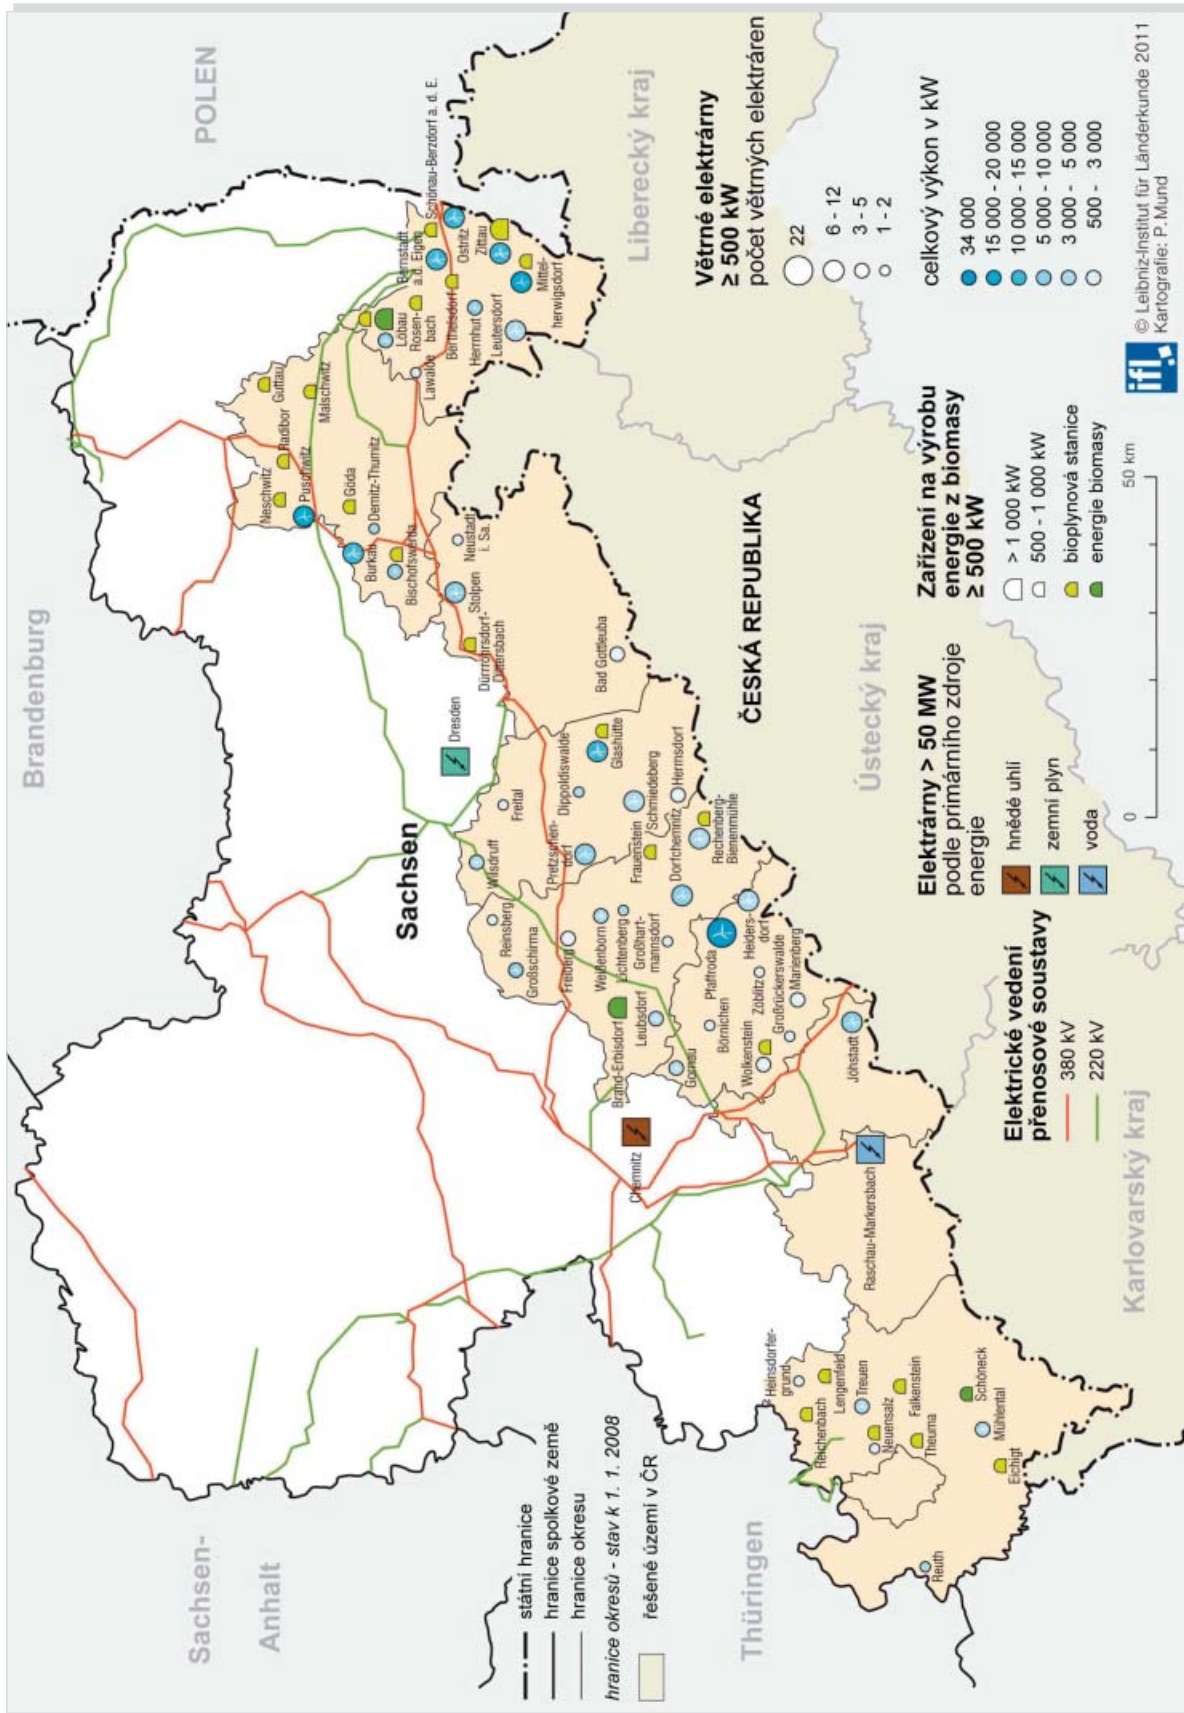 Sachsen-
Anhalt
Brandenburg
POLEN
Thüringen
Karlovarský kraj
Ústecký kraj
Liberecký kraj
ČESKÁ REPUBLIKA
Sachsen
Neschwitz
Radibor
Guttau
Malschwitz
Puschwitz
Göda
Demitz-Thumitz
Burkau
Bischofswerda
Neustadt
i. Sa.
Stolpen
Dürrröhrsdorf-
Dittersbach
Löbau
Rosen-
bach
Lawalde
Bernstadt
a.d. Eigen
Schönau-Berzdorf a. d. E.
Berthelsdorf
Herrnhut
Leutersdorf
Ostritz
Zittau
Mittel-
herwigsdorf
Dresden
Freital
Wilsdruff
Dippoldiswalde
Pretzschen-
dorf
Glashütte
Bad Gottleuba
Schmiedeberg
Frauenstein
Hermsdorf
Dorfchemnitz
Rechenberg-
Bienenmühle
Reinsberg
Großschirma
Freiberg
Weißenborn
Lichtenberg
Großhart-
mannsdorf
Brand-Erbisdorf
Leubsdorf
Pfaffroda
Heiders-
dorf
Börnichen
Zöblitz
Großrückerswalde
Marienberg
Wolkenstein
Gornau
Jöhstadt
Chemnitz
Raschau-Markersbach
Heinsdorfer-
grund
Reichenbach
Lengenfeld
Treuen
Neuensalz
Falkenstein
Theuma
Schöneck
Mühlental
Eichigt
Reuth
státní hranice
hranice spolkové země
hranice okresu
hranice okresů - stav k 1. 1. 2008
řešené území v ČR
Elektrické vedení
přenosové soustavy
380 kV
220 kV
Elektrárny > 50 MW
podle primárního zdroje
energie
hnědé uhlí
zemní plyn
voda
Zařízení na výrobu
energie z biomasy
≥ 500 kW
> 1 000 kW
500 - 1 000 kW
bioplynová stanice
energie biomasy
Větrné elektrárny
≥ 500 kW
počet větrných elektráren
22
6 - 12
3 - 5
1 - 2
celkový výkon v kW
34 000
15 000 - 20 000
10 000 - 15 000
5 000 - 10 000
3 000 - 5 000
500 - 3 000
0
50 km
ifl
© Leibniz-Institut für Länderkunde 2011
Kartografie: P. Mund